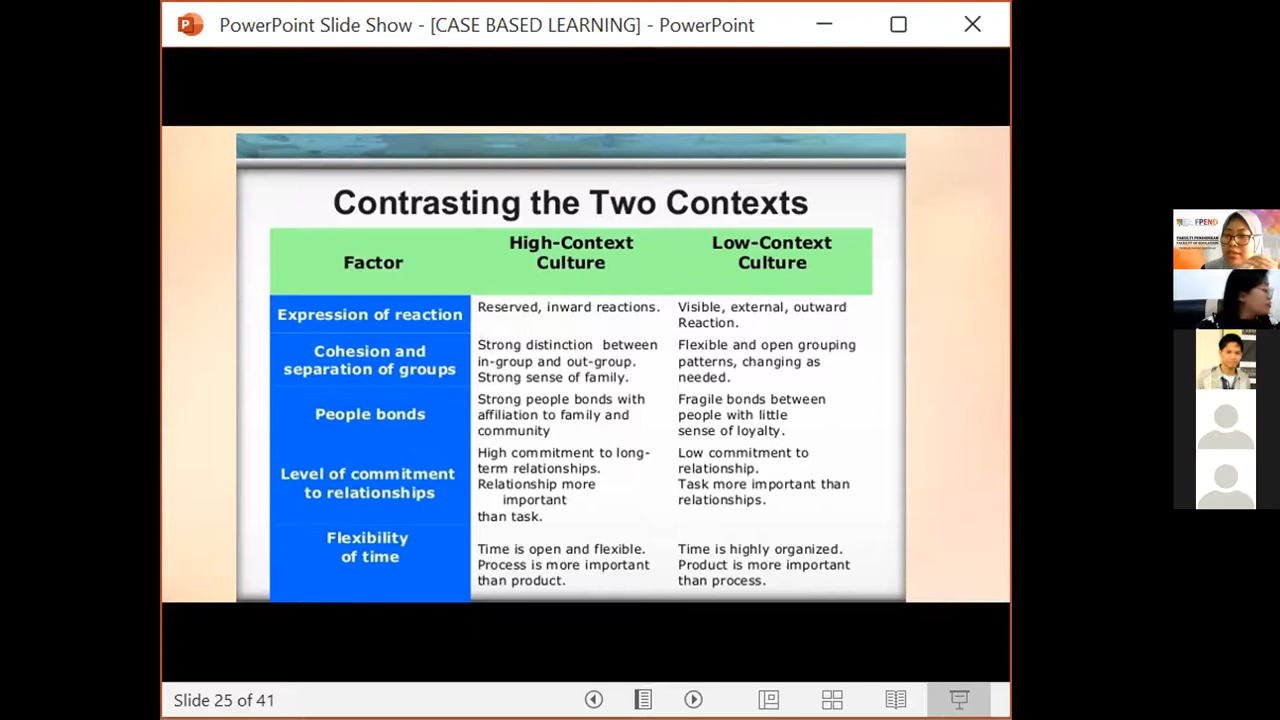 PowerPoint Slide Show - [CASE BASED LEARNING] - PowerPoint
Contrasting the Two Contexts
Factor
High-Context
Culture
Low-Context
Culture
Expression of reaction
Reserved, inward reactions.
Visible, external, outward
Reaction.
Cohesion and
separation of groups
Strong distinction between
in-group and out-group.
Strong sense of family.
Flexible and open grouping
patterns, changing as
needed.
People bonds
Strong people bonds with
affiliation to family and
community
Fragile bonds between
people with little
sense of loyalty.
Level of commitment
to relationships
High commitment to long-
term relationships.
Relationship more
important
than task.
Low commitment to
relationship.
Task more important than
relationships.
Flexibility
of time
Time is open and flexible.
Process is more important
than product.
Time is highly organized.
Product is more important
than process.
Slide 25 of 41
FPEND
FAKULTI PENDIDIKAN
FACULTY OF EDUCATION